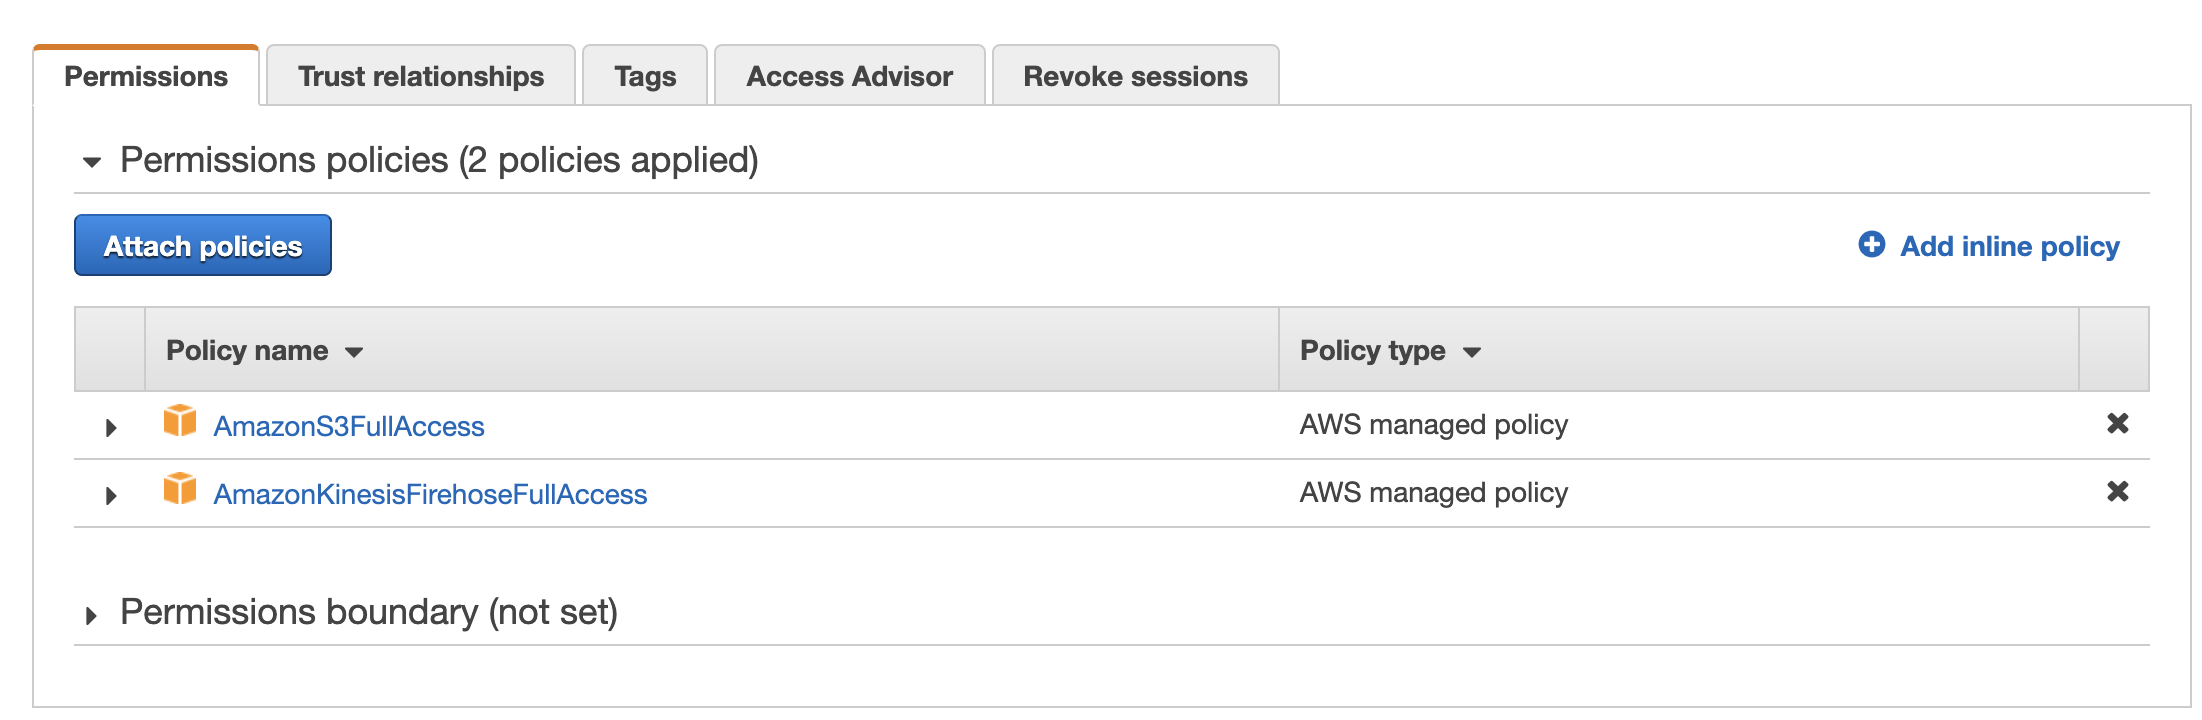 Permissions Trust relationships Tags Access Advisor Revoke sessions
Permissions policies (2 policies applied)
Attach policies Add inline policy
Policy name Policy type
AmazonS3FullAccess AWS managed policy
AmazonKinesisFirehoseFullAccess AWS managed policy
Permissions boundary (not set)